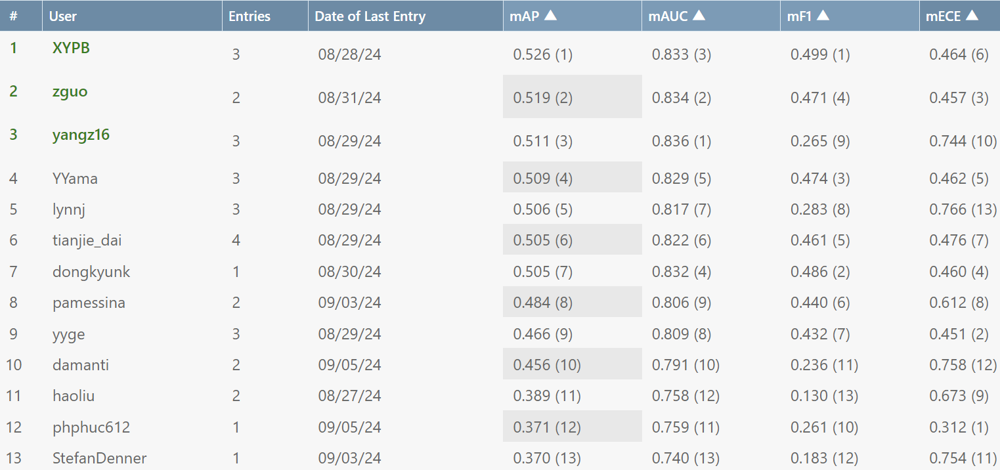 # User Entries Date of Last Entry mAP ▲ mAUC ▲ mF1 ▲ mECE ▲
1 XYPB 3 08/28/24 0.526 (1) 0.833 (3) 0.499 (1) 0.464 (6)
2 zguo 2 08/31/24 0.519 (2) 0.834 (2) 0.471 (4) 0.457 (3)
3 yangz16 3 08/29/24 0.511 (3) 0.836 (1) 0.265 (9) 0.744 (10)
4 YYama 3 08/29/24 0.509 (4) 0.829 (5) 0.474 (3) 0.462 (5)
5 lynnj 3 08/29/24 0.506 (5) 0.817 (7) 0.283 (8) 0.766 (13)
6 tianjie_dai 4 08/29/24 0.505 (6) 0.822 (6) 0.461 (5) 0.476 (7)
7 dongkyunk 1 08/30/24 0.505 (7) 0.832 (4) 0.486 (2) 0.460 (4)
8 pamessina 2 09/03/24 0.484 (8) 0.806 (9) 0.440 (6) 0.612 (8)
9 yyge 3 08/29/24 0.466 (9) 0.809 (8) 0.432 (7) 0.451 (2)
10 damanti 2 09/05/24 0.456 (10) 0.791 (10) 0.236 (11) 0.758 (12)
11 haoliu 2 08/27/24 0.389 (11) 0.758 (12) 0.130 (13) 0.673 (9)
12 phphuc612 1 09/05/24 0.371 (12) 0.759 (11) 0.261 (10) 0.312 (1)
13 StefanDenner 1 09/03/24 0.370 (13) 0.740 (13) 0.183 (12) 0.754 (11)